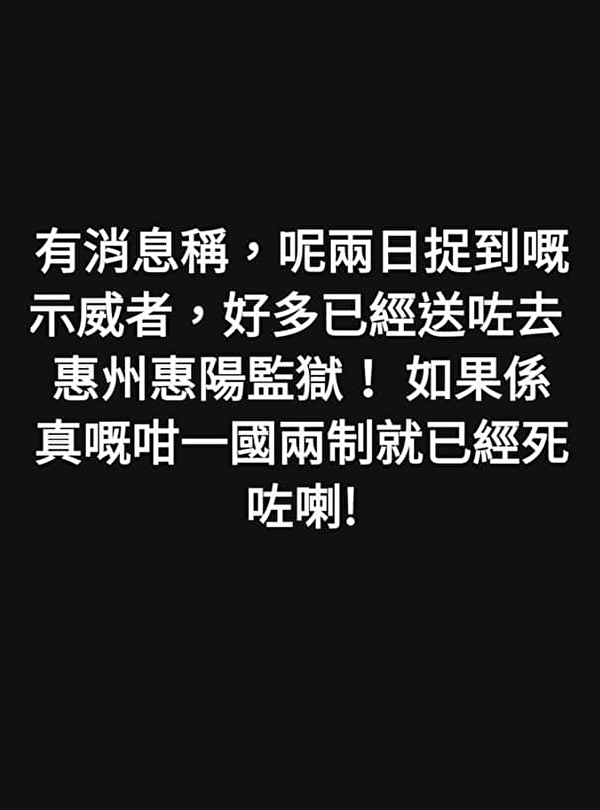 有消息稱，呢兩日捉到嘅
示威者，好多已經送咗去
惠州惠陽監獄！ 如果係
真嘅咁一國兩制就已經死
咗喇!